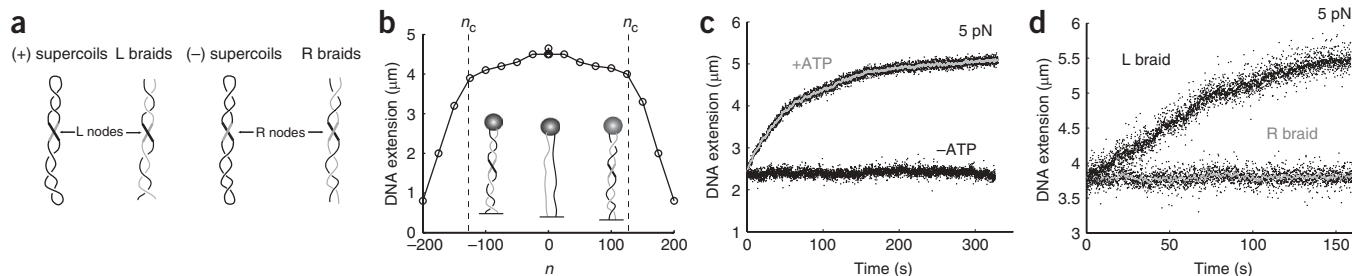 a
(+) supercoils L braids (–) supercoils R braids
L nodes R nodes
b
n_c n_c
DNA extension (μm)
5
4
3
2
1
0
–200 –100 0 100 200
n
c
5 pN
DNA extension (μm)
6
5
4
3
2
1
+ATP
–ATP
0 100 200 300
Time (s)
d
5 pN
DNA extension (μm)
6
5.5
5
4.5
4
3.5
3
L braid
R braid
0 50 100 150
Time (s)